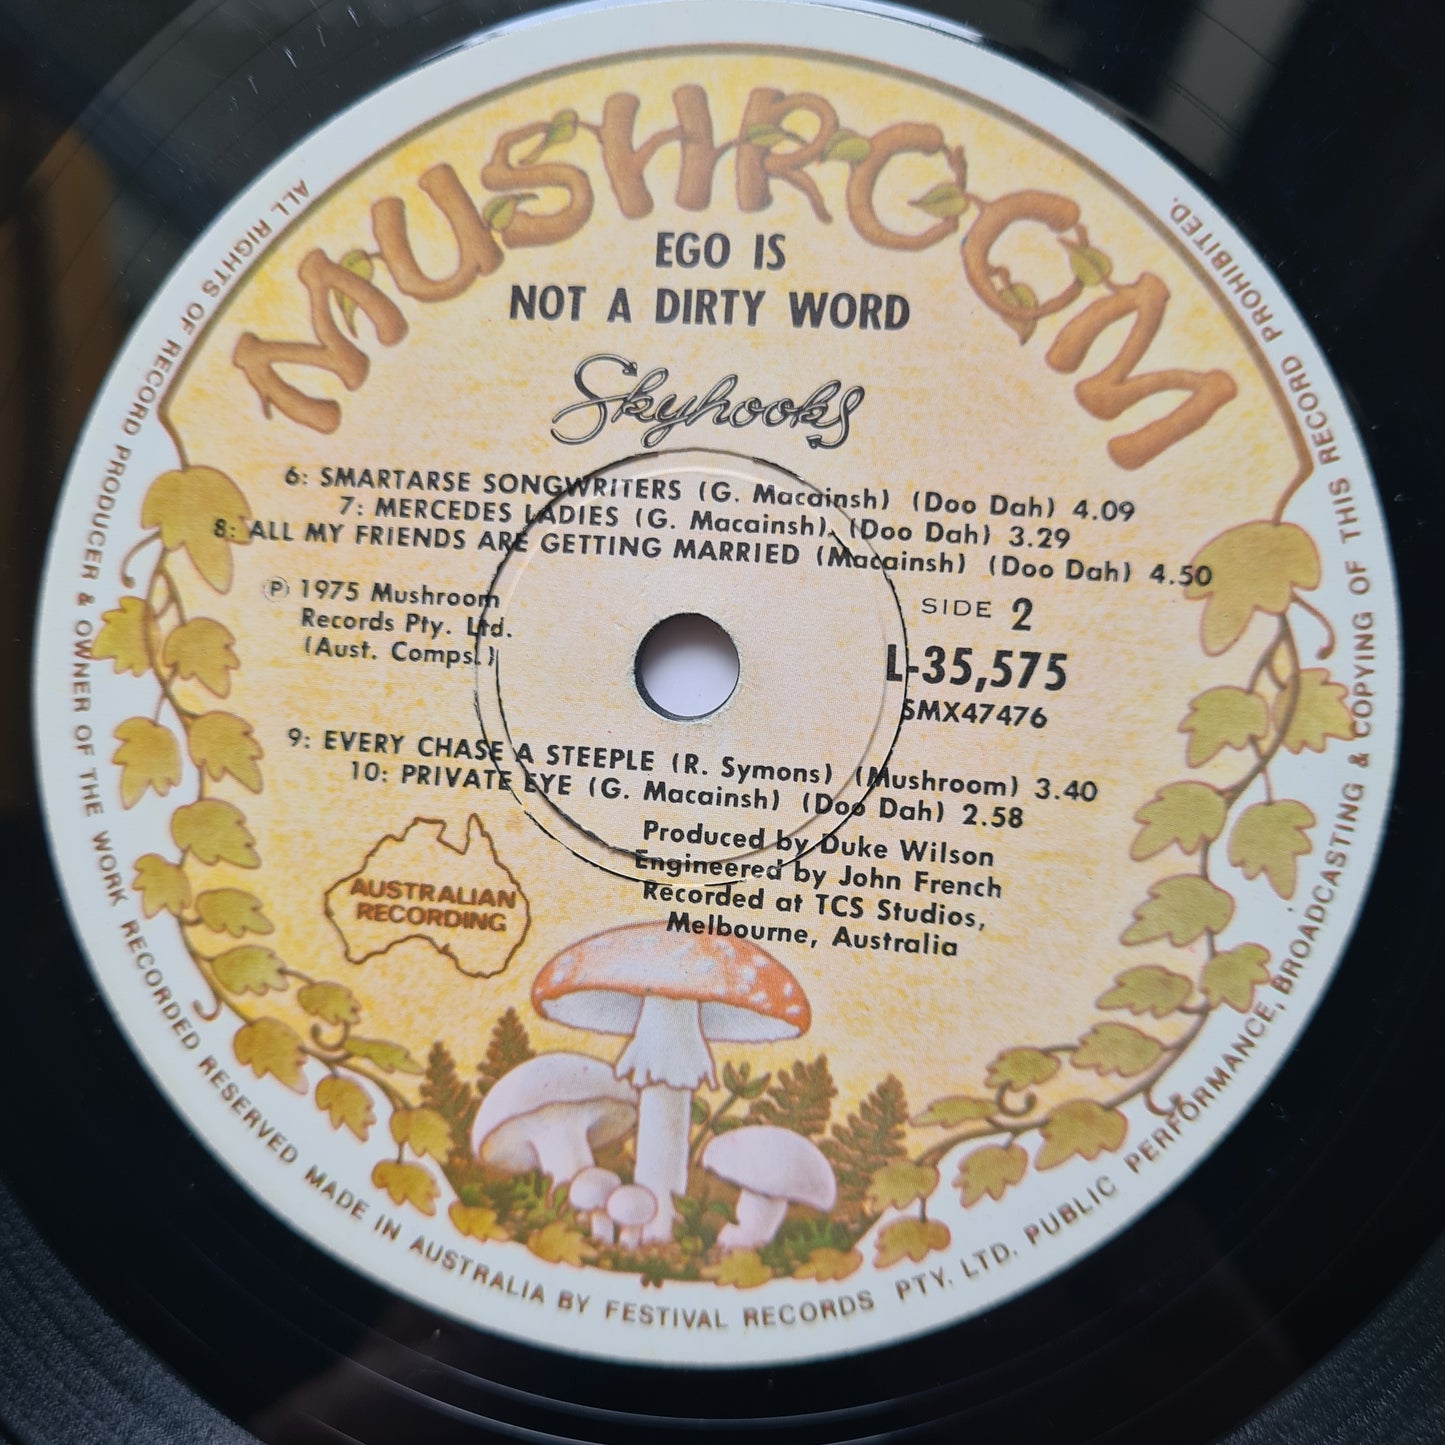 MUSHROOM
EGO IS
NOT A DIRTY WORD
Skyhooks
6: SMARTARSE SONGWRITERS (G. Macainsh) (Doo Dah) 4.09
7: MERCEDES LADIES (G. Macainsh) (Doo Dah) 3.29
8: ALL MY FRIENDS ARE GETTING MARRIED (Macainsh) (Doo Dah) 4.50
Ⓟ 1975 Mushroom
Records Pty. Ltd.
(Aust. Comps.)
SIDE 2
L-35,575
SMX47476
9: EVERY CHASE A STEEPLE (R. Symons) (Mushroom) 3.40
10: PRIVATE EYE (G. Macainsh) (Doo Dah) 2.58
Produced by Duke Wilson
Engineered by John French
Recorded at TCS Studios,
Melbourne, Australia
AUSTRALIAN
RECORDING
ALL RIGHTS OF RECORD PRODUCER & OWNER OF THE WORK RECORDED RESERVED MADE IN AUSTRALIA BY FESTIVAL RECORDS PTY. LTD. PUBLIC PERFORMANCE, BROADCASTING & COPYING OF THIS RECORD PROHIBITED.